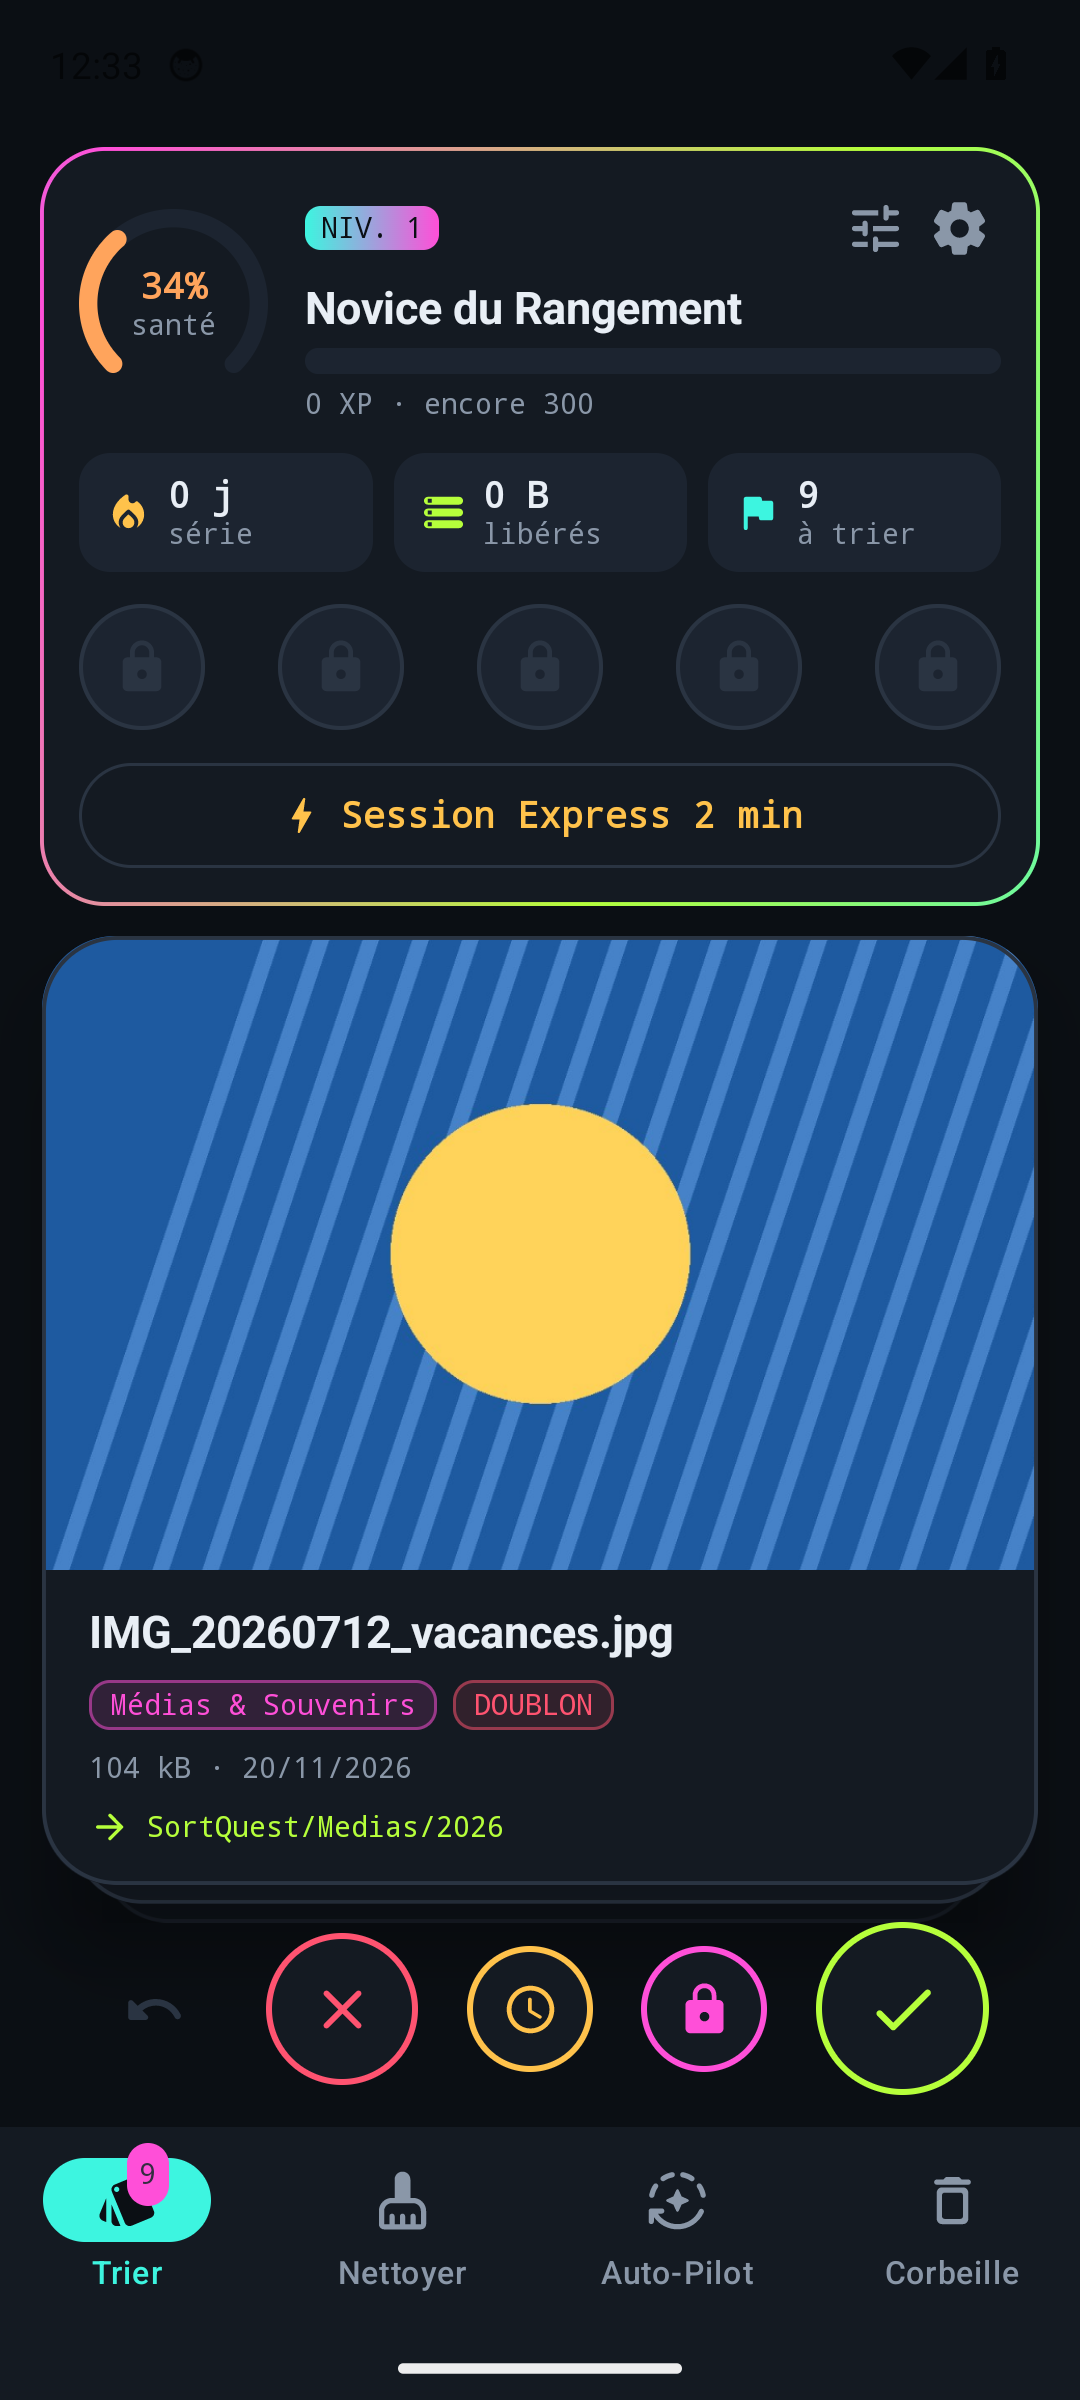 12:33
NIV. 1
34%
santé
Novice du Rangement
0 XP · encore 300
0 j
série
0 B
libérés
9
à trier
Session Express 2 min
IMG_20260712_vacances.jpg
Médias & Souvenirs
DOUBLON
104 kB · 20/11/2026
SortQuest/Medias/2026
9
Trier
Nettoyer
Auto-Pilot
Corbeille